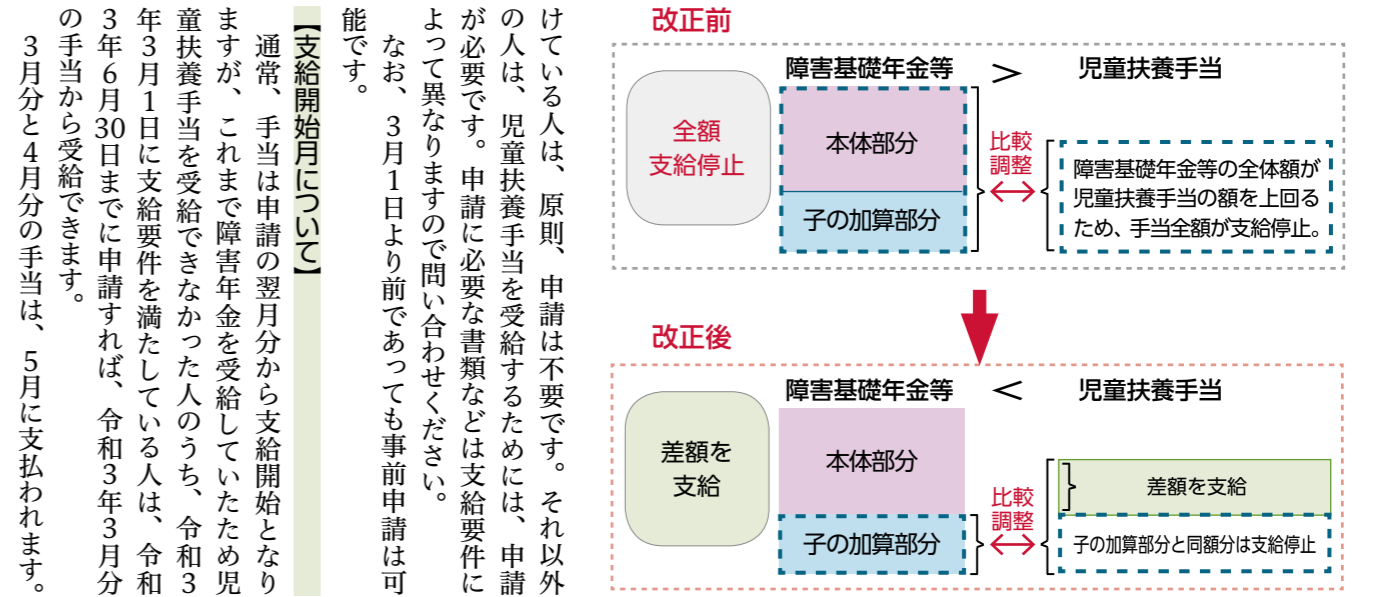 けている人は、原則、申請は不要です。それ以外
の人は、児童扶養手当を受給するためには、申請
が必要です。申請に必要な書類などは支給要件に
よって異なりますので問い合わせください。
なお、3月1日より前であっても事前申請は可
能です。
【支給開始月について】
通常、手当は申請の翌月分から支給開始となり
ますが、これまで障害年金を受給していたため児
童扶養手当を受給できなかった人のうち、令和3
年3月1日に支給要件を満たしている人は、令和
3年6月30日までに申請すれば、令和3年3月分
の手当から受給できます。
3月分と4月分の手当は、5月に支払われます。
改正前
障害基礎年金等 > 児童扶養手当
全額
支給停止
本体部分
子の加算部分
比較
調整
障害基礎年金等の全体額が
児童扶養手当の額を上回る
ため、手当全額が支給停止。
改正後
障害基礎年金等 < 児童扶養手当
差額を
支給
本体部分
子の加算部分
比較
調整
差額を支給
子の加算部分と同額分は支給停止